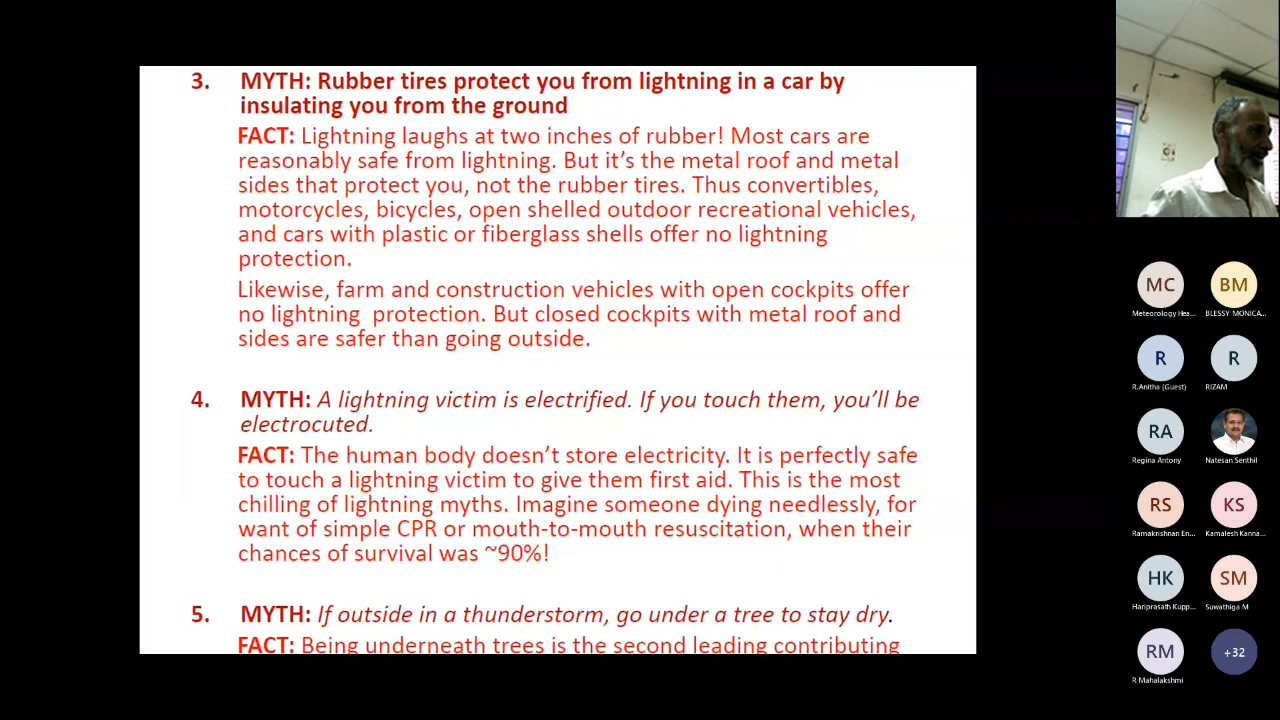 3. MYTH: Rubber tires protect you from lightning in a car by
insulating you from the ground
FACT: Lightning laughs at two inches of rubber! Most cars are
reasonably safe from lightning. But it’s the metal roof and metal
sides that protect you, not the rubber tires. Thus convertibles,
motorcycles, bicycles, open shelled outdoor recreational vehicles,
and cars with plastic or fiberglass shells offer no lightning
protection.
Likewise, farm and construction vehicles with open cockpits offer
no lightning protection. But closed cockpits with metal roof and
sides are safer than going outside.
4. MYTH: A lightning victim is electrified. If you touch them, you’ll be
electrocuted.
FACT: The human body doesn’t store electricity. It is perfectly safe
to touch a lightning victim to give them first aid. This is the most
chilling of lightning myths. Imagine someone dying needlessly, for
want of simple CPR or mouth-to-mouth resuscitation, when their
chances of survival was ~90%!
5. MYTH: If outside in a thunderstorm, go under a tree to stay dry.
FACT: Being underneath trees is the second leading contributing
MC BM
Meteorology Hea... BLESSY MONICA...
R R
R.Anitha (Guest) RIZAM
RA
Regina Antony Natesan Senthil
RS KS
Ramakrishnan En... Kamalesh Kanna...
HK SM
Hariprasath Kupp... Suwathiga M
RM +32
R Mahalakshmi